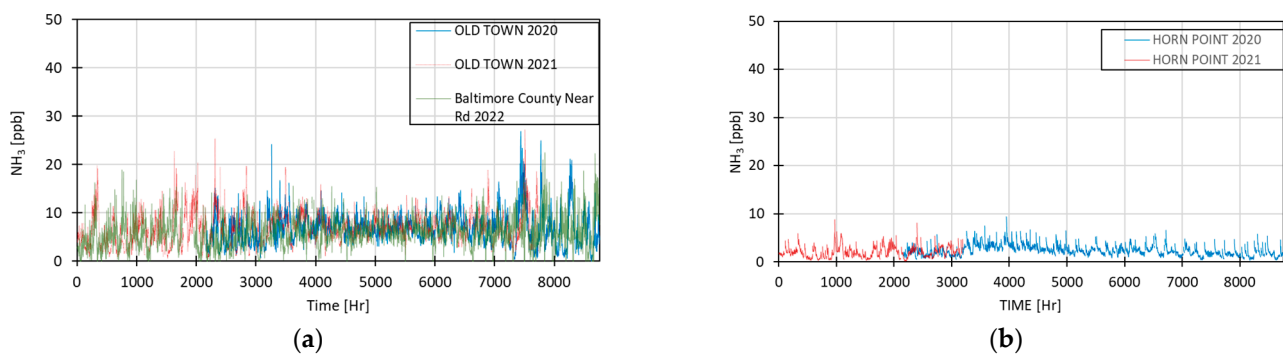 50
40
30
20
10
0
NH3 [ppb]
OLD TOWN 2020
OLD TOWN 2021
Baltimore County Near
Rd 2022
0 1000 2000 3000 4000 5000 6000 7000 8000
Time [Hr]
(a)
50
40
30
20
10
0
NH3 [ppb]
HORN POINT 2020
HORN POINT 2021
0 1000 2000 3000 4000 5000 6000 7000 8000
TIME [Hr]
(b)